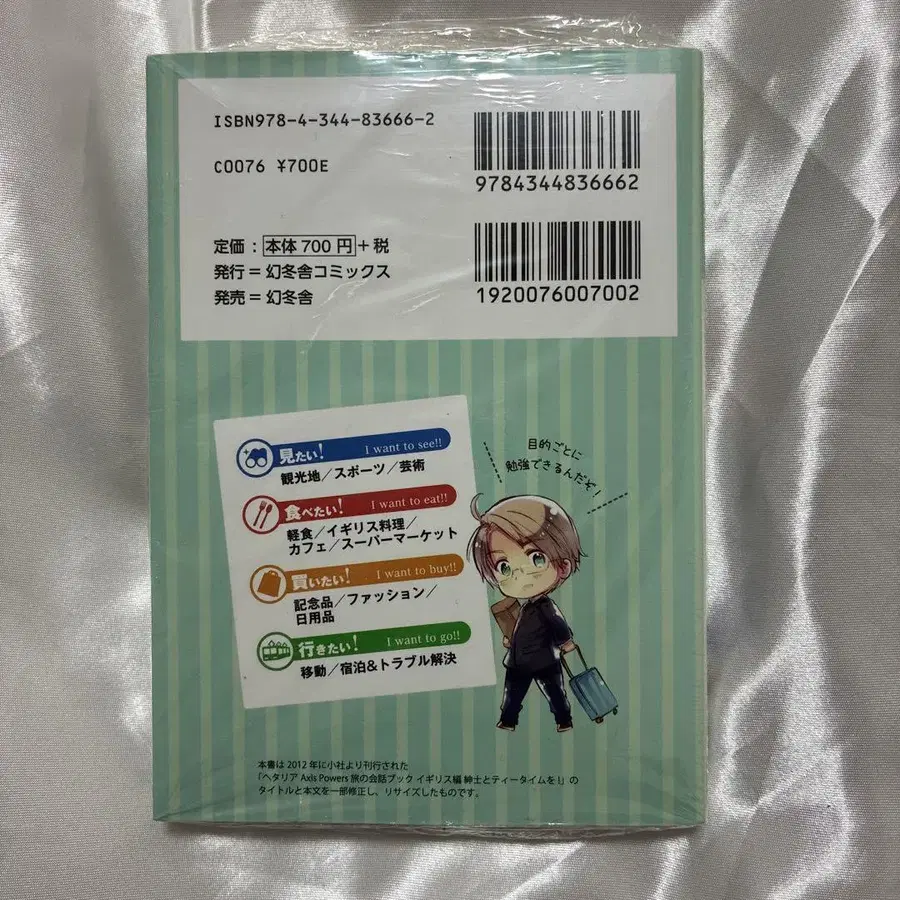 ISBN978-4-344-83666-2
C0076 ¥700E
9784344836662
定価：本体 700 円+税
発行＝幻冬舎コミックス
発売＝幻冬舎
1920076007002
見たい! I want to see!!
観光地／スポーツ／芸術
食べたい! I want to eat!!
軽食／イギリス料理／
カフェ／スーパーマーケット
買いたい! I want to buy!!
記念品／ファッション／
日用品
行きたい! I want to go!!
移動／宿泊&トラブル解決
目的ごとに
勉強できるんだぞ！
本書は 2012 年に小社より刊行された
「ヘタリア Axis Powers 旅の会話ブック イギリス編 紳士とティータイムを!」の
タイトルと本文を一部修正し、リサイズしたものです。